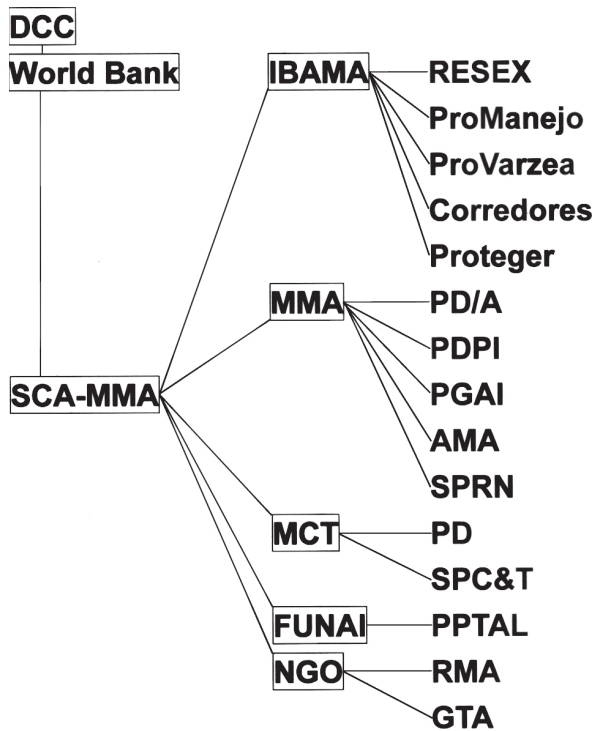 DCC
World Bank
SCA-MMA
IBAMA
RESEX
ProManejo
ProVarzea
Corredores
Proteger
MMA
PD/A
PDPI
PGAI
AMA
SPRN
MCT
PD
SPC&T
FUNAI
PPTAL
NGO
RMA
GTA